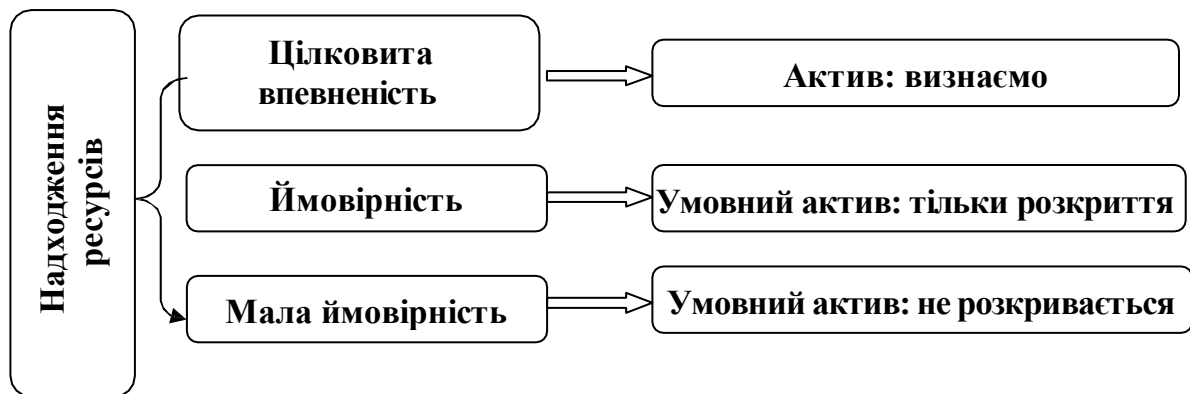 Надходження
ресурсів
Цілковита
впевненість
Актив: визнаємо
Ймовірність
Умовний актив: тільки розкриття
Мала ймовірність
Умовний актив: не розкривається